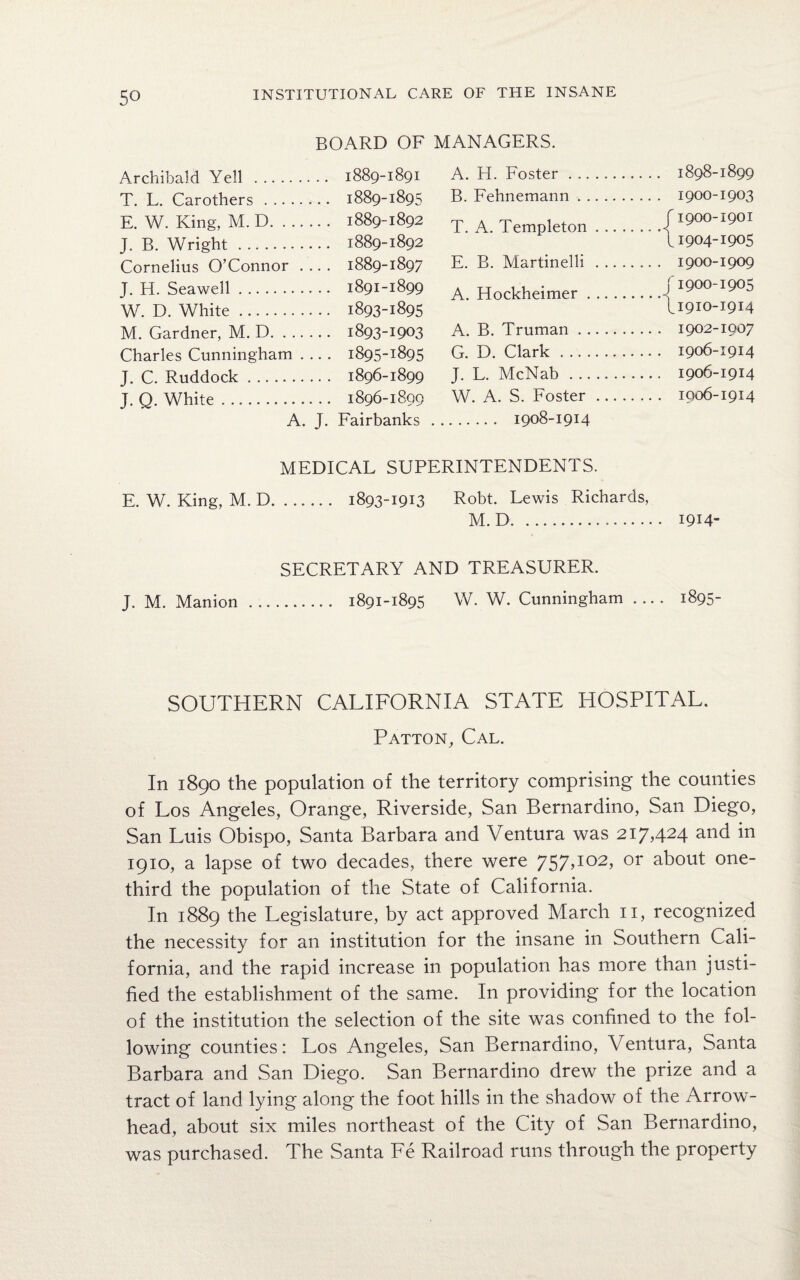 50 INSTITUTIONAL CARE OF THE INSANE
BOARD OF MANAGERS.
Archibald Yell ......... 1889-1891
T. L. Carothers ........ 1889-1895
E. W. King, M. D. ...... 1889-1892
J. B. Wright ........... 1889-1892
Cornelius O'Connor .... 1889-1897
J. H. Seawell ........... 1891-1899
W. D. White ........... 1893-1895
M. Gardner, M. D. ...... 1893-1903
Charles Cunningham .... 1895-1895
J. C. Ruddock .......... 1896-1899
J. Q. White ............. 1896-1899
A. H. Foster ........... 1898-1899
B. Fehnemann .......... 1900-1903
T. A. Templeton ........{ 1900-1901
1904-1905
E. B. Martinelli ........ 1900-1909
A. Hockheimer .........{ 1900-1905
1910-1914
A. B. Truman .......... 1902-1907
G. D. Clark ............ 1906-1914
J. L. McNab ........... 1906-1914
W. A. S. Foster ........ 1906-1914
A. J. Fairbanks ......... 1908-1914
MEDICAL SUPERINTENDENTS.
E. W. King, M. D. ...... 1893-1913
Robt. Lewis Richards,
M. D. ................ 1914-
SECRETARY AND TREASURER.
J. M. Manion .......... 1891-1895 W. W. Cunningham .... 1895-
SOUTHERN CALIFORNIA STATE HOSPITAL.
Patton, Cal.
In 1890 the population of the territory comprising the counties
of Los Angeles, Orange, Riverside, San Bernardino, San Diego,
San Luis Obispo, Santa Barbara and Ventura was 217,424 and in
1910, a lapse of two decades, there were 757,102, or about one-
third the population of the State of California.
In 1889 the Legislature, by act approved March 11, recognized
the necessity for an institution for the insane in Southern Cali-
fornia, and the rapid increase in population has more than justi-
fied the establishment of the same. In providing for the location
of the institution the selection of the site was confined to the fol-
lowing counties: Los Angeles, San Bernardino, Ventura, Santa
Barbara and San Diego. San Bernardino drew the prize and a
tract of land lying along the foot hills in the shadow of the Arrow-
head, about six miles northeast of the City of San Bernardino,
was purchased. The Santa Fé Railroad runs through the property